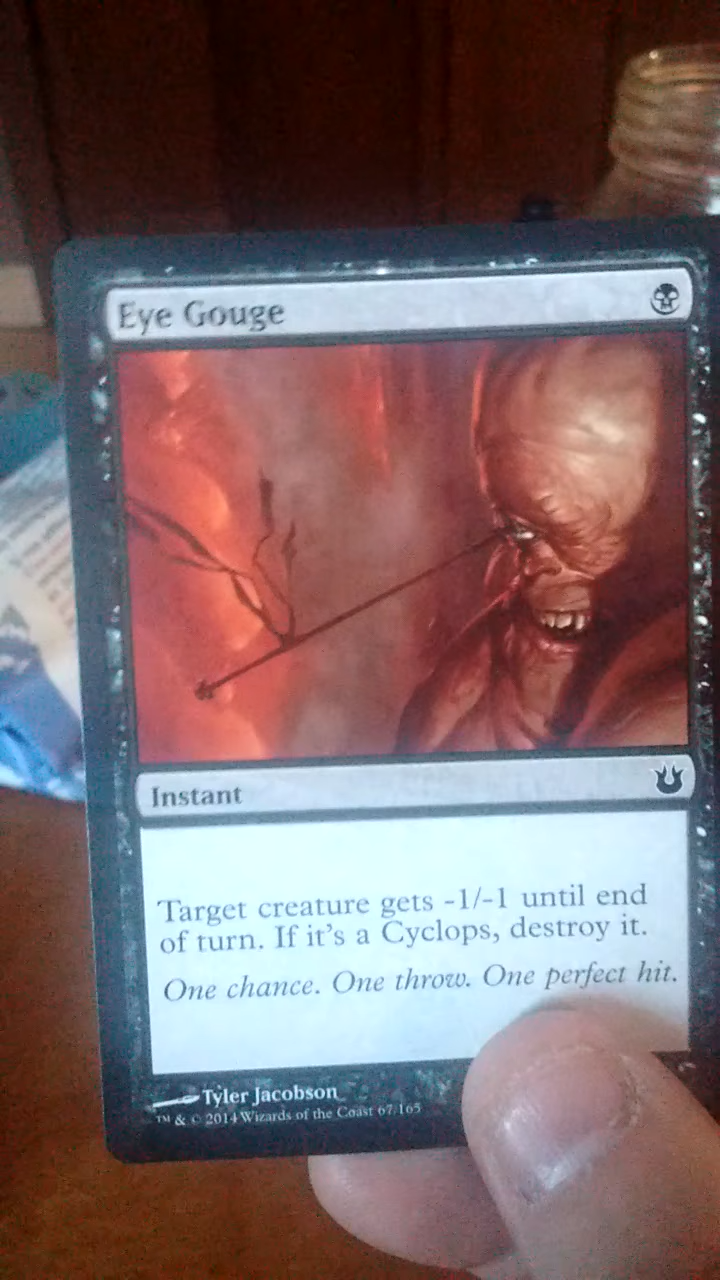 Eye Gouge
Instant
Target creature gets -1/-1 until end
of turn. If it's a Cyclops, destroy it.
One chance. One throw. One perfect hit.
Tyler Jacobson
™ & © 2014 Wizards of the Coast 67/165